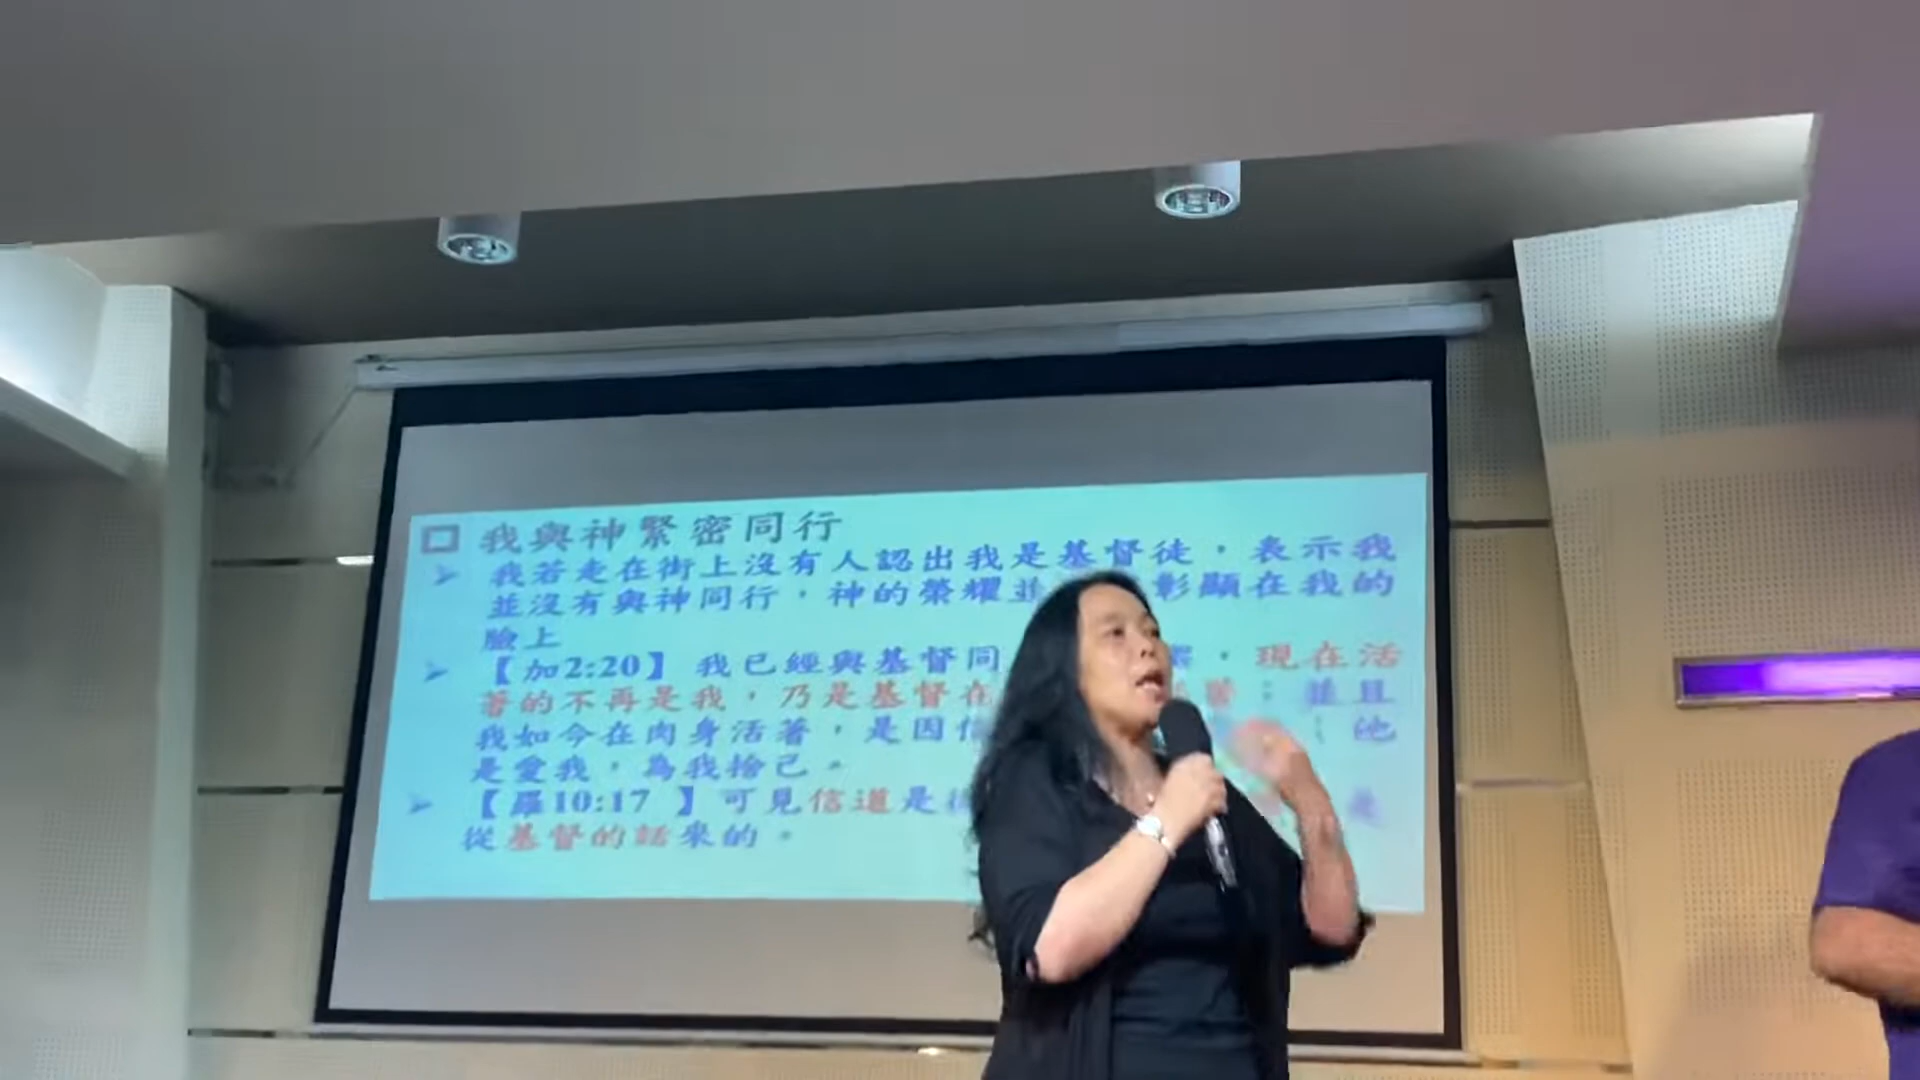 我與神緊密同行
我若走在街上沒有人認出我是基督徒，表示我
並沒有與神同行，神的榮耀並 彰顯在我的
臉上
【加2:20】 我已經與基督同 ，現在活
著的不再是我，乃是基督在 ；並且
我如今在肉身活著，是因信 他
是愛我，為我捨己。
【羅10:17 】可見信道是從 是
從基督的話來的。